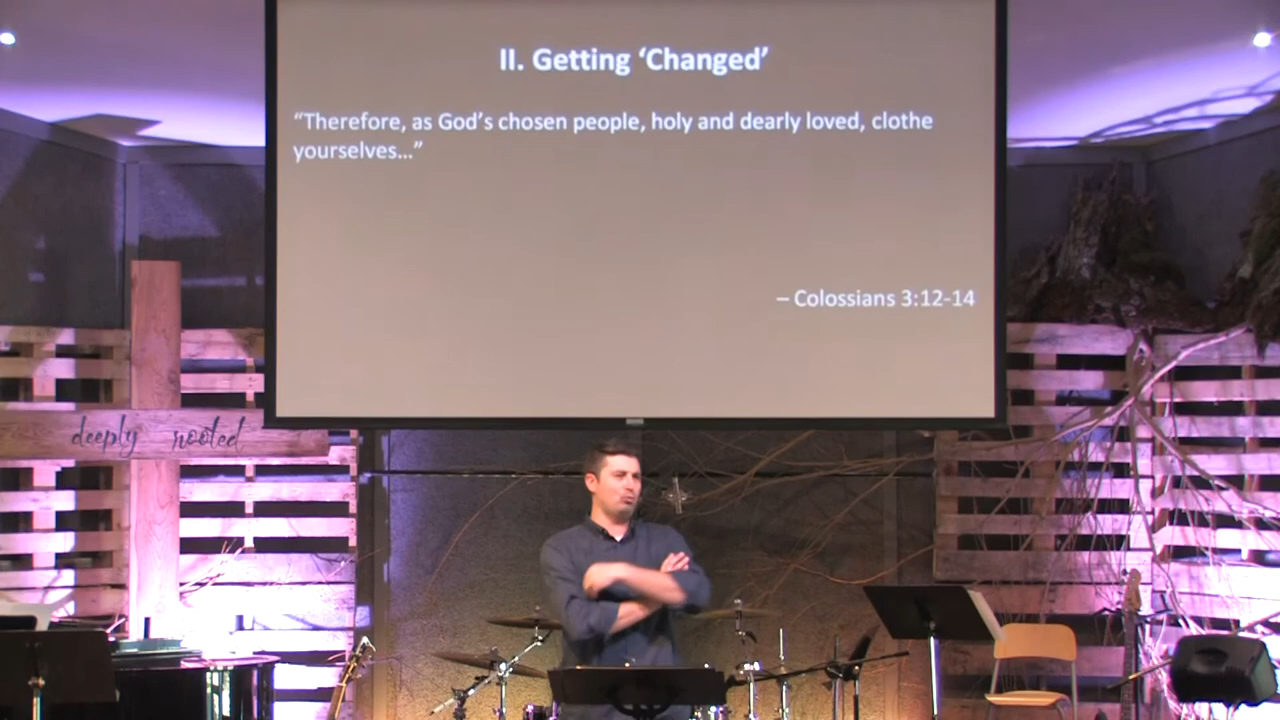 II. Getting ‘Changed’
“Therefore, as God’s chosen people, holy and dearly loved, clothe
yourselves…”
– Colossians 3:12-14
deeply rooted